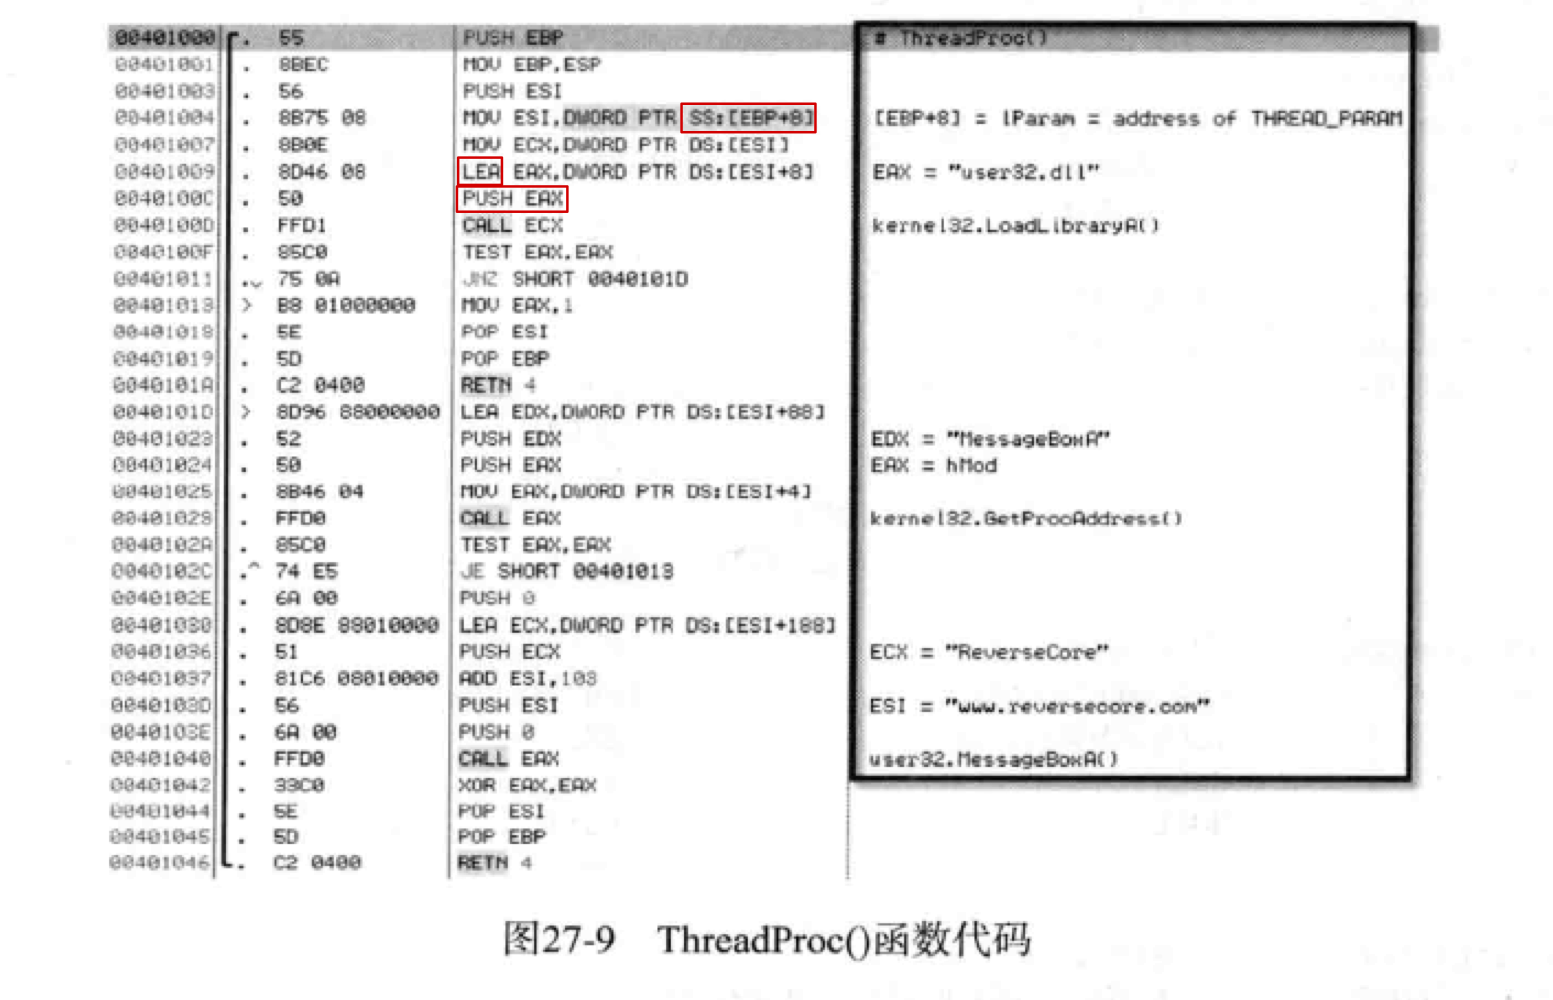 00401000 . 55 PUSH EBP # ThreadProc()
00401001 . 8BEC MOV EBP,ESP
00401003 . 56 PUSH ESI
00401004 . 8B75 08 MOV ESI,DWORD PTR SS:[EBP+8] [EBP+8] = lParam = address of THREAD_PARAM
00401007 . 8B0E MOV ECX,DWORD PTR DS:[ESI]
00401009 . 8D46 08 LEA EAX,DWORD PTR DS:[ESI+8] EAX = "user32.dll"
0040100C . 50 PUSH EAX
0040100D . FFD1 CALL ECX kernel32.LoadLibraryA()
0040100F . 85C0 TEST EAX,EAX
00401011 .ˇ 75 0A JNZ SHORT 0040101D
00401013 > B8 01000000 MOV EAX,1
00401018 . 5E POP ESI
00401019 . 5D POP EBP
0040101A . C2 0400 RETN 4
0040101D > 8D96 88000000 LEA EDX,DWORD PTR DS:[ESI+88]
00401023 . 52 PUSH EDX EDX = "MessageBoxA"
00401024 . 50 PUSH EAX EAX = hMod
00401025 . 8B46 04 MOV EAX,DWORD PTR DS:[ESI+4]
00401028 . FFD0 CALL EAX kernel32.GetProcAddress()
0040102A . 85C0 TEST EAX,EAX
0040102C .^ 74 E5 JE SHORT 00401013
0040102E . 6A 00 PUSH 0
00401030 . 8D8E 88010000 LEA ECX,DWORD PTR DS:[ESI+188]
00401036 . 51 PUSH ECX ECX = "ReverseCore"
00401037 . 81C6 08010000 ADD ESI,108
0040103D . 56 PUSH ESI ESI = "www.reversecore.com"
0040103E . 6A 00 PUSH 0
00401040 . FFD0 CALL EAX user32.MessageBoxA()
00401042 . 33C0 XOR EAX,EAX
00401044 . 5E POP ESI
00401045 . 5D POP EBP
00401046 . C2 0400 RETN 4
图27-9 ThreadProc()函数代码